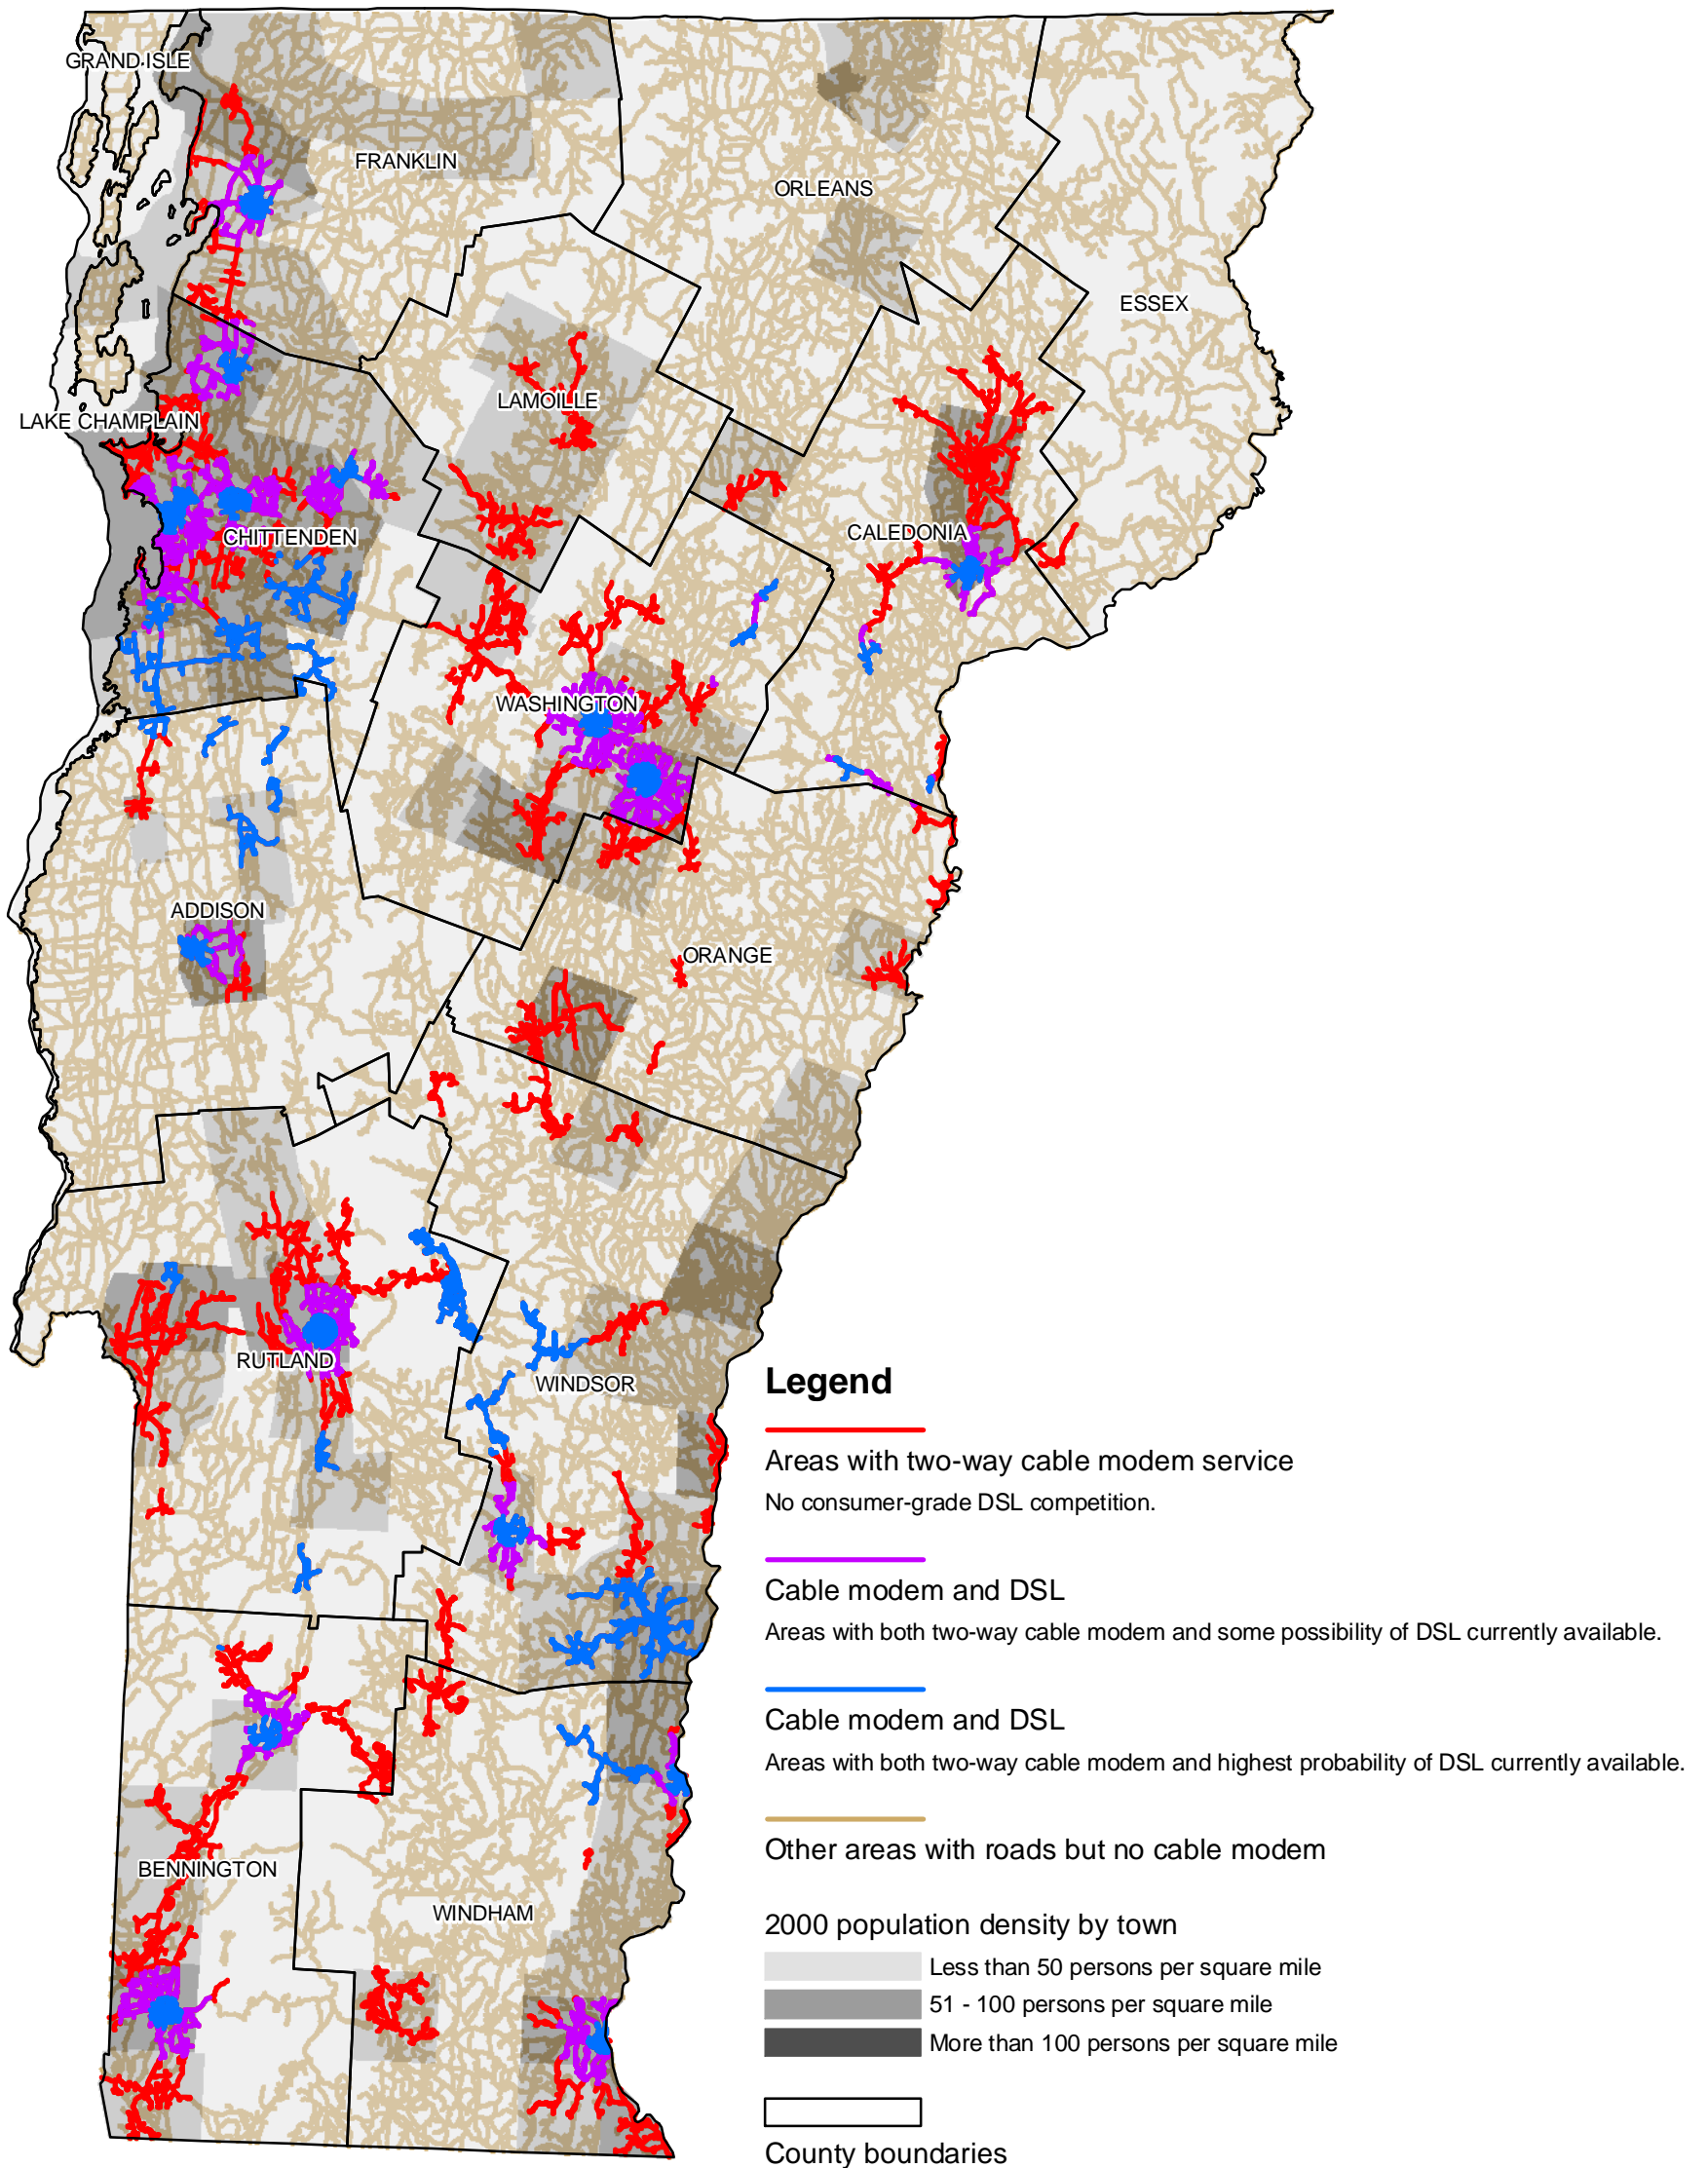 GRAND ISLE
FRANKLIN
ORLEANS
ESSEX
LAMOILLE
LAKE CHAMPLAIN
CHITTENDEN
CALEDONIA
WASHINGTON
ADDISON
ORANGE
RUTLAND
WINDSOR
BENNINGTON
WINDHAM
Legend
Areas with two-way cable modem service
No consumer-grade DSL competition.
Cable modem and DSL
Areas with both two-way cable modem and some possibility of DSL currently available.
Cable modem and DSL
Areas with both two-way cable modem and highest probability of DSL currently available.
Other areas with roads but no cable modem
2000 population density by town
Less than 50 persons per square mile
51 - 100 persons per square mile
More than 100 persons per square mile
County boundaries